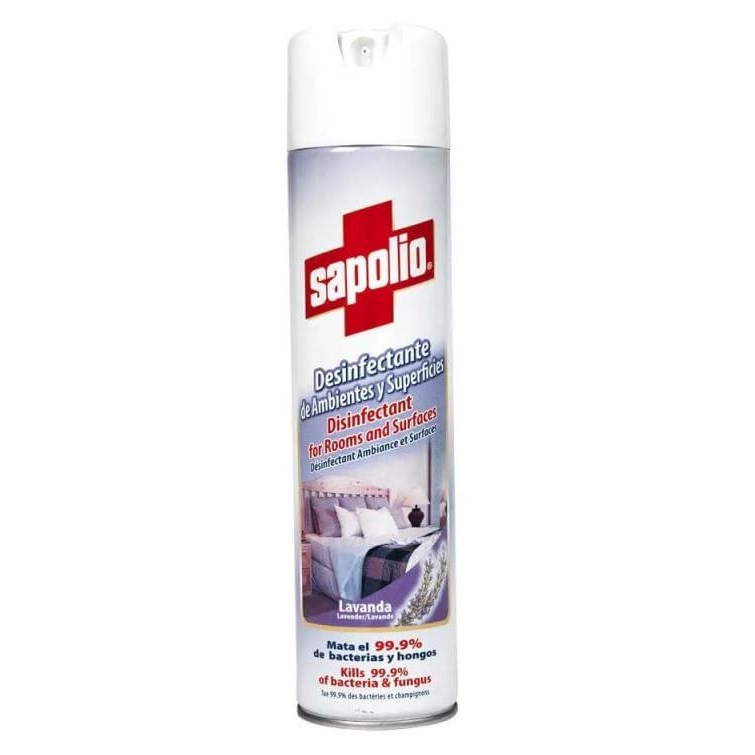 sapolio®
Desinfectante
de Ambientes y Superficies
Disinfectant
for Rooms and Surfaces
Désinfectant Ambiance et Surfaces
Lavanda
Lavender/Lavande
Mata el 99.9%
de bacterias y hongos
Kills 99.9%
of bacteria & fungus
Tue 99.9% des bactéries et champignons